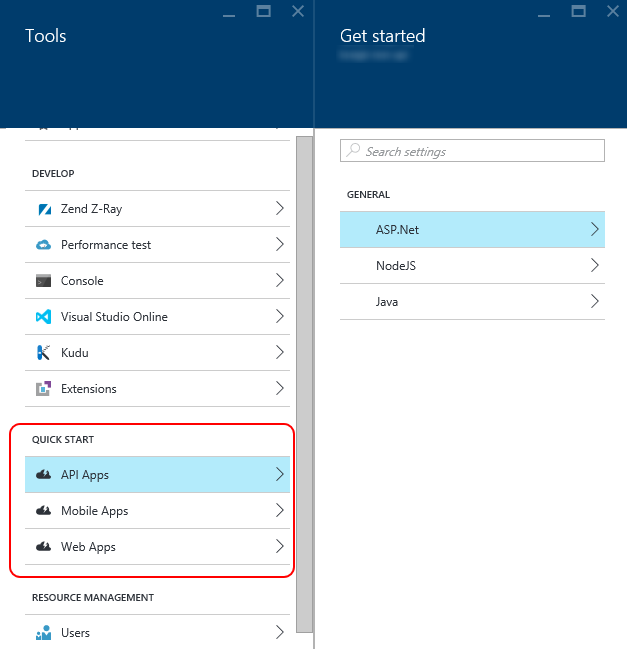 Tools
DEVELOP
Zend Z-Ray
Performance test
Console
Visual Studio Online
Kudu
Extensions
QUICK START
API Apps
Mobile Apps
Web Apps
RESOURCE MANAGEMENT
Users
Get started
Search settings
GENERAL
ASP.Net
NodeJS
Java